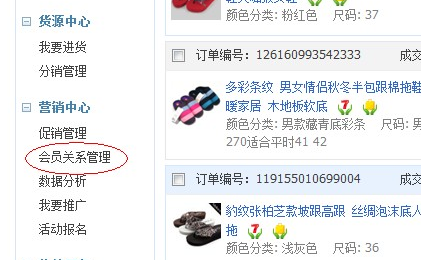 货源中心
我要进货
分销管理
营销中心
促销管理
会员关系管理
数据分析
我要推广
活动报名
颜色分类: 粉红色 尺码: 37
订单编号: 126160993542333 成交
多彩条纹 男女情侣秋冬半包跟棉拖鞋
暖家居 木地板软底 7
颜色分类: 男款藏青底彩条 尺码: 男
270适合平时41 42
订单编号: 119155010699004 成交
豹纹张柏芝款坡跟高跟 丝绸泡沫底人
拖 7
颜色分类: 浅灰色 尺码: 36